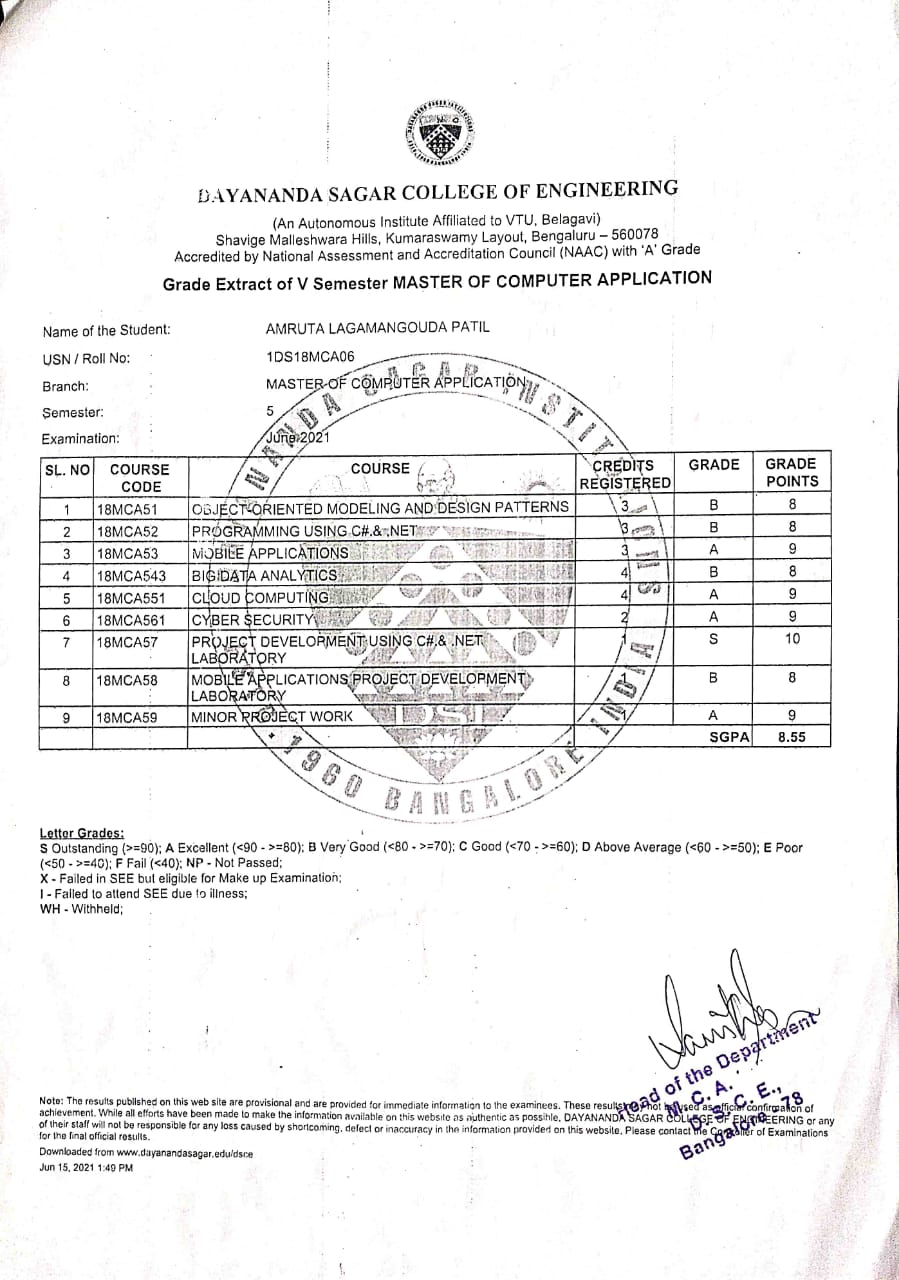 DAYANANDA SAGAR COLLEGE OF ENGINEERING
(An Autonomous Institute Affiliated to VTU, Belagavi)
Shavige Malleshwara Hills, Kumaraswamy Layout, Bengaluru – 560078
Accredited by National Assessment and Accreditation Council (NAAC) with 'A' Grade
Grade Extract of V Semester MASTER OF COMPUTER APPLICATION
Name of the Student: AMRUTA LAGAMANGOUDA PATIL
USN / Roll No: 1DS18MCA06
Branch: MASTER OF COMPUTER APPLICATION
Semester: 5
Examination: June 2021
SL. NO COURSE CODE COURSE CREDITS REGISTERED GRADE GRADE POINTS
1 18MCA51 OBJECT-ORIENTED MODELING AND DESIGN PATTERNS 3 B 8
2 18MCA52 PROGRAMMING USING C#.& .NET 3 B 8
3 18MCA53 MOBILE APPLICATIONS 3 A 9
4 18MCA543 BIG DATA ANALYTICS 4 B 8
5 18MCA551 CLOUD COMPUTING 4 A 9
6 18MCA561 CYBER SECURITY 2 A 9
7 18MCA57 PROJECT DEVELOPMENT USING C#.& .NET LABORATORY 1 S 10
8 18MCA58 MOBILE APPLICATIONS PROJECT DEVELOPMENT LABORATORY 1 B 8
9 18MCA59 MINOR PROJECT WORK 1 A 9
SGPA 8.55
1960 BANGALORE INDIA
DSI
Letter Grades:
S Outstanding (>=90); A Excellent (<90 - >=80); B Very Good (<80 - >=70); C Good (<70 - >=60); D Above Average (<60 - >=50); E Poor
(<50 - >=40); F Fail (<40); NP - Not Passed;
X - Failed in SEE but eligible for Make up Examination;
I - Failed to attend SEE due to illness;
WH - Withheld;
Head of the Department
M. C. A.
D. S. C. E.,
Bangalore - 78
Note: The results published on this web site are provisional and are provided for immediate information to the examinees. These results may not be used as official confirmation of
achievement. While all efforts have been made to make the information available on this website as authentic as possible, DAYANANDA SAGAR COLLEGE OF ENGINEERING or any
of their staff will not be responsible for any loss caused by shortcoming, defect or inaccuracy in the information provided on this website. Please contact the Controller of Examinations
for the final official results.
Downloaded from www.dayanandasagar.edu/dsce
Jun 15, 2021 1:49 PM